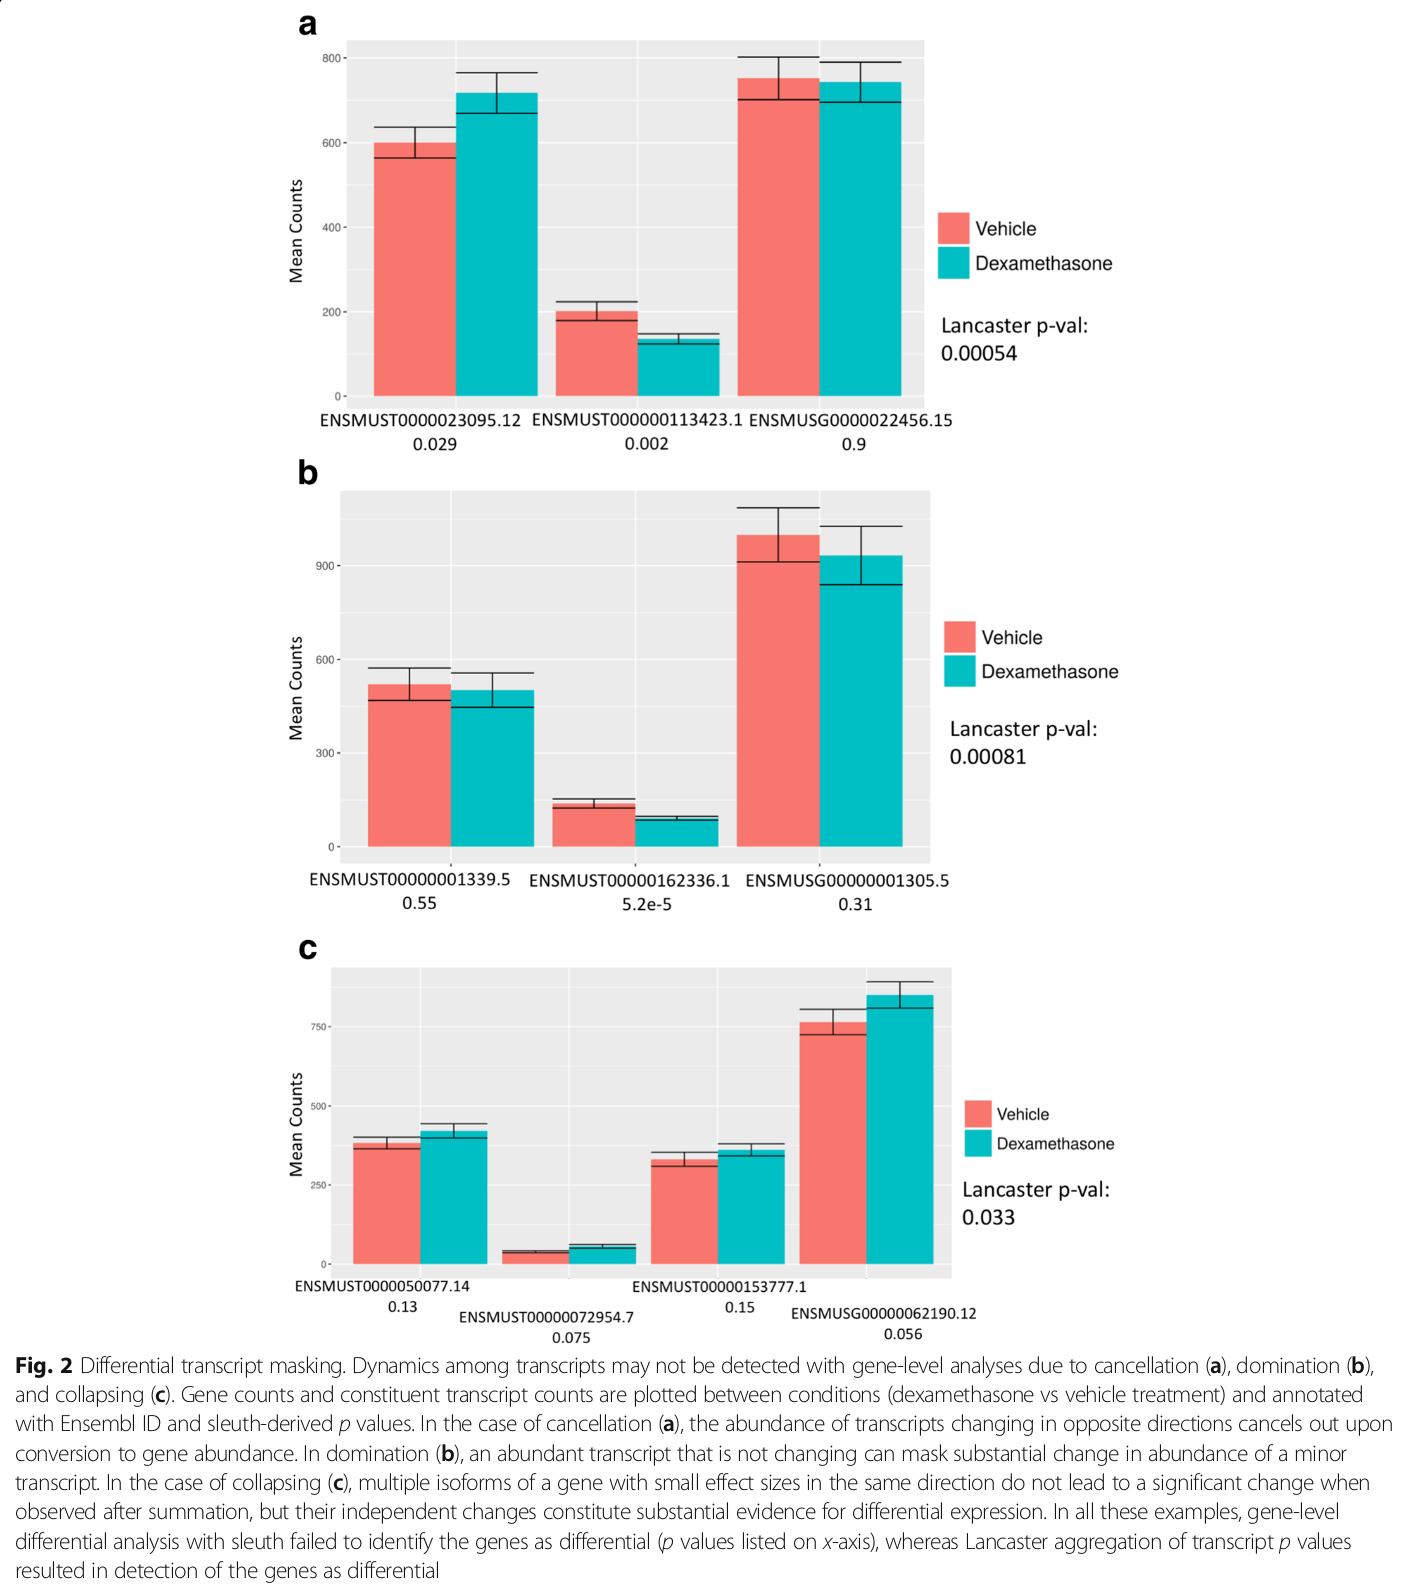 a
800
600
400
200
0
Mean Counts
Vehicle
Dexamethasone
Lancaster p-val:
0.00054
ENSMUST0000023095.12 ENSMUST000000113423.1 ENSMUSG0000022456.15
0.029 0.002 0.9
b
900
600
300
0
Mean Counts
Vehicle
Dexamethasone
Lancaster p-val:
0.00081
ENSMUST00000001339.5 ENSMUST00000162336.1 ENSMUSG00000001305.5
0.55 5.2e-5 0.31
c
750
500
250
0
Mean Counts
Vehicle
Dexamethasone
Lancaster p-val:
0.033
ENSMUST0000050077.14 ENSMUST00000153777.1
0.13 0.15
ENSMUST00000072954.7 ENSMUSG00000062190.12
0.075 0.056
Fig. 2 Differential transcript masking. Dynamics among transcripts may not be detected with gene-level analyses due to cancellation (a), domination (b),
and collapsing (c). Gene counts and constituent transcript counts are plotted between conditions (dexamethasone vs vehicle treatment) and annotated
with Ensembl ID and sleuth-derived p values. In the case of cancellation (a), the abundance of transcripts changing in opposite directions cancels out upon
conversion to gene abundance. In domination (b), an abundant transcript that is not changing can mask substantial change in abundance of a minor
transcript. In the case of collapsing (c), multiple isoforms of a gene with small effect sizes in the same direction do not lead to a significant change when
observed after summation, but their independent changes constitute substantial evidence for differential expression. In all these examples, gene-level
differential analysis with sleuth failed to identify the genes as differential (p values listed on x-axis), whereas Lancaster aggregation of transcript p values
resulted in detection of the genes as differential